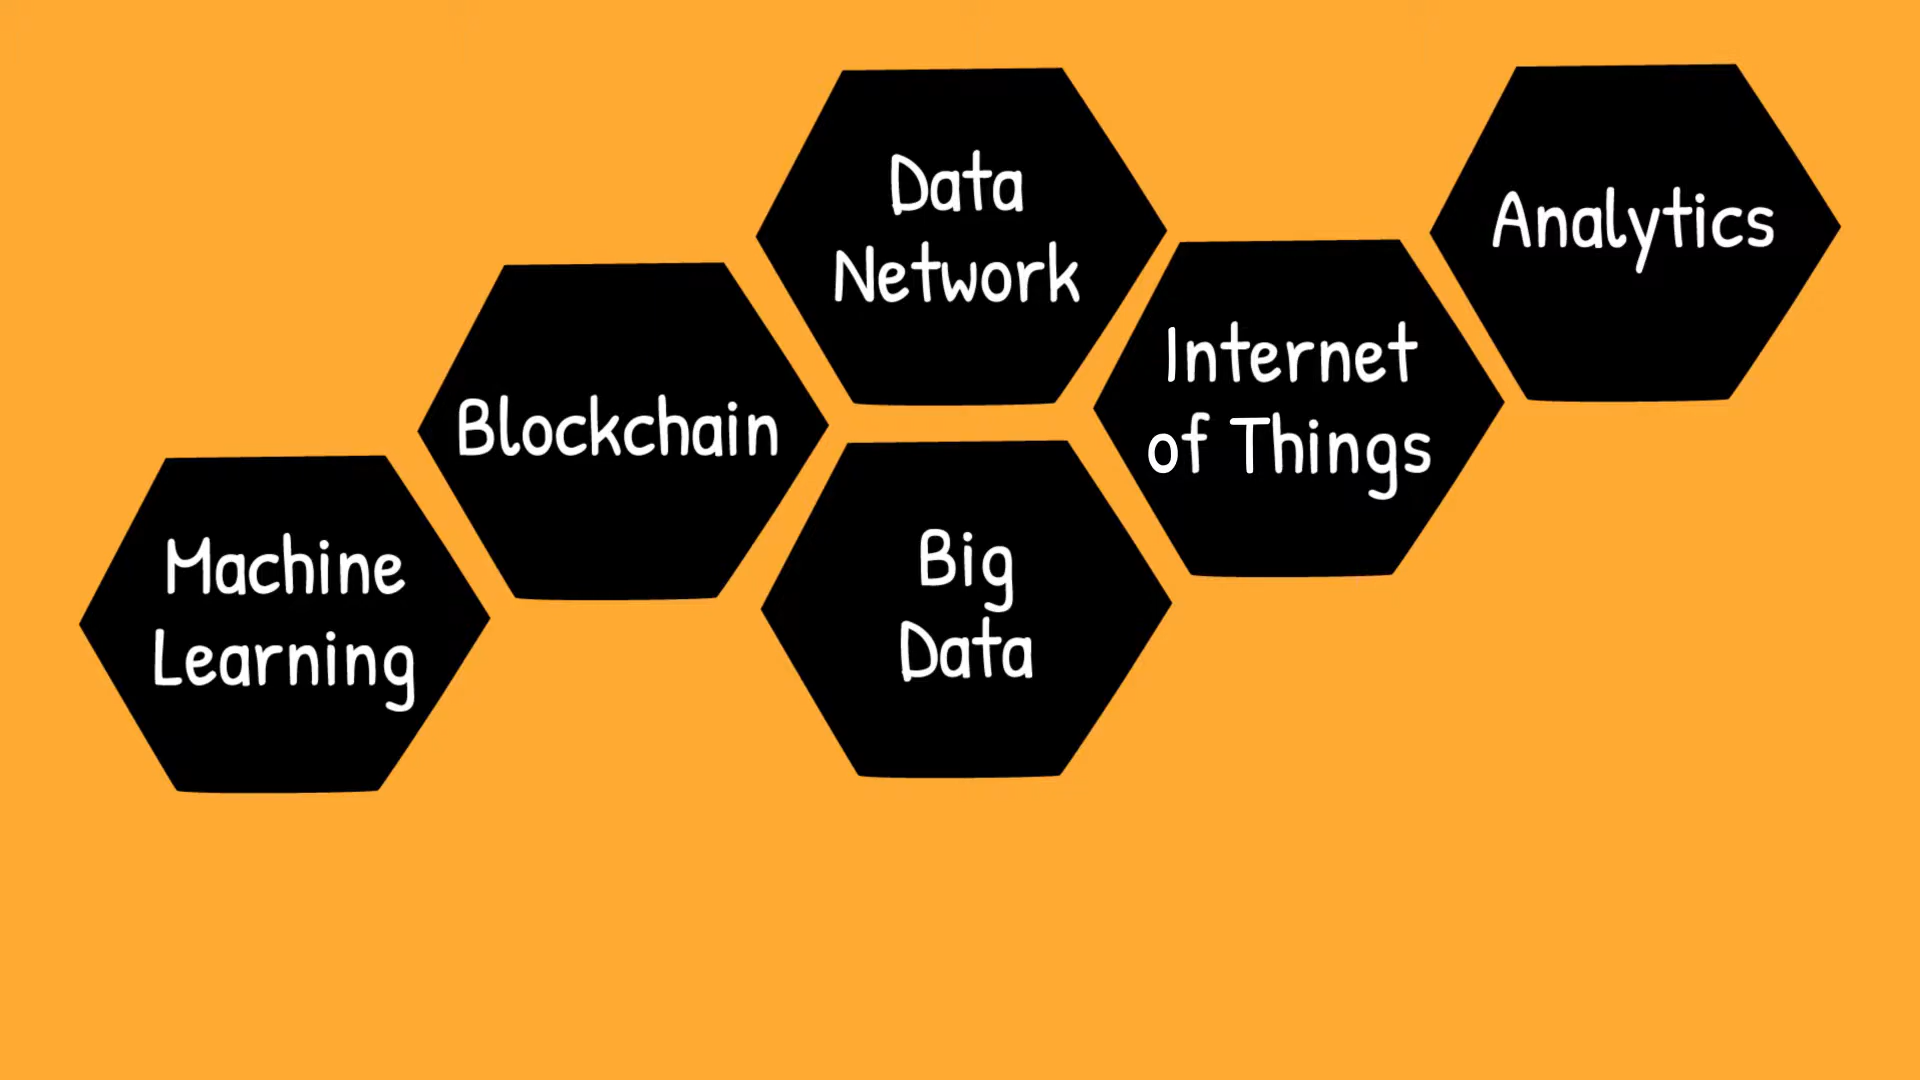 Machine
Learning
Blockchain
Data
Network
Big
Data
Internet
of Things
Analytics